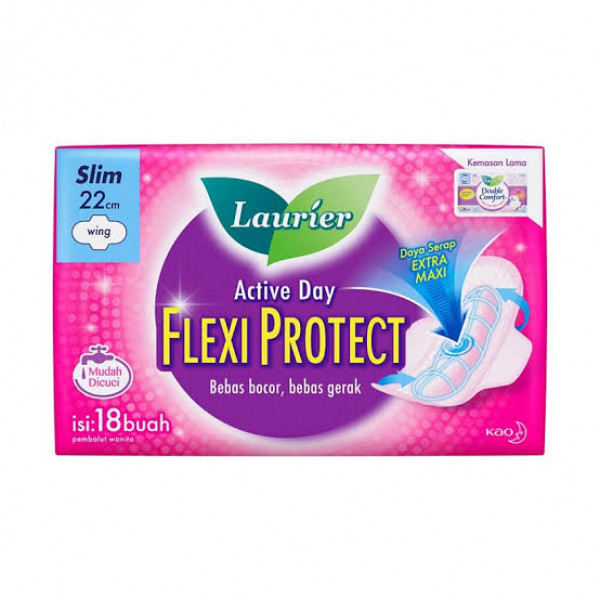 Slim
22cm
wing
Laurier
Kemasan Lama
Double
Comfort
Daya Serap
EXTRA
MAXI
Active Day
FLEXI PROTECT
Bebas bocor, bebas gerak
Mudah
Dicuci
isi:18buah
pembalut wanita
Kao